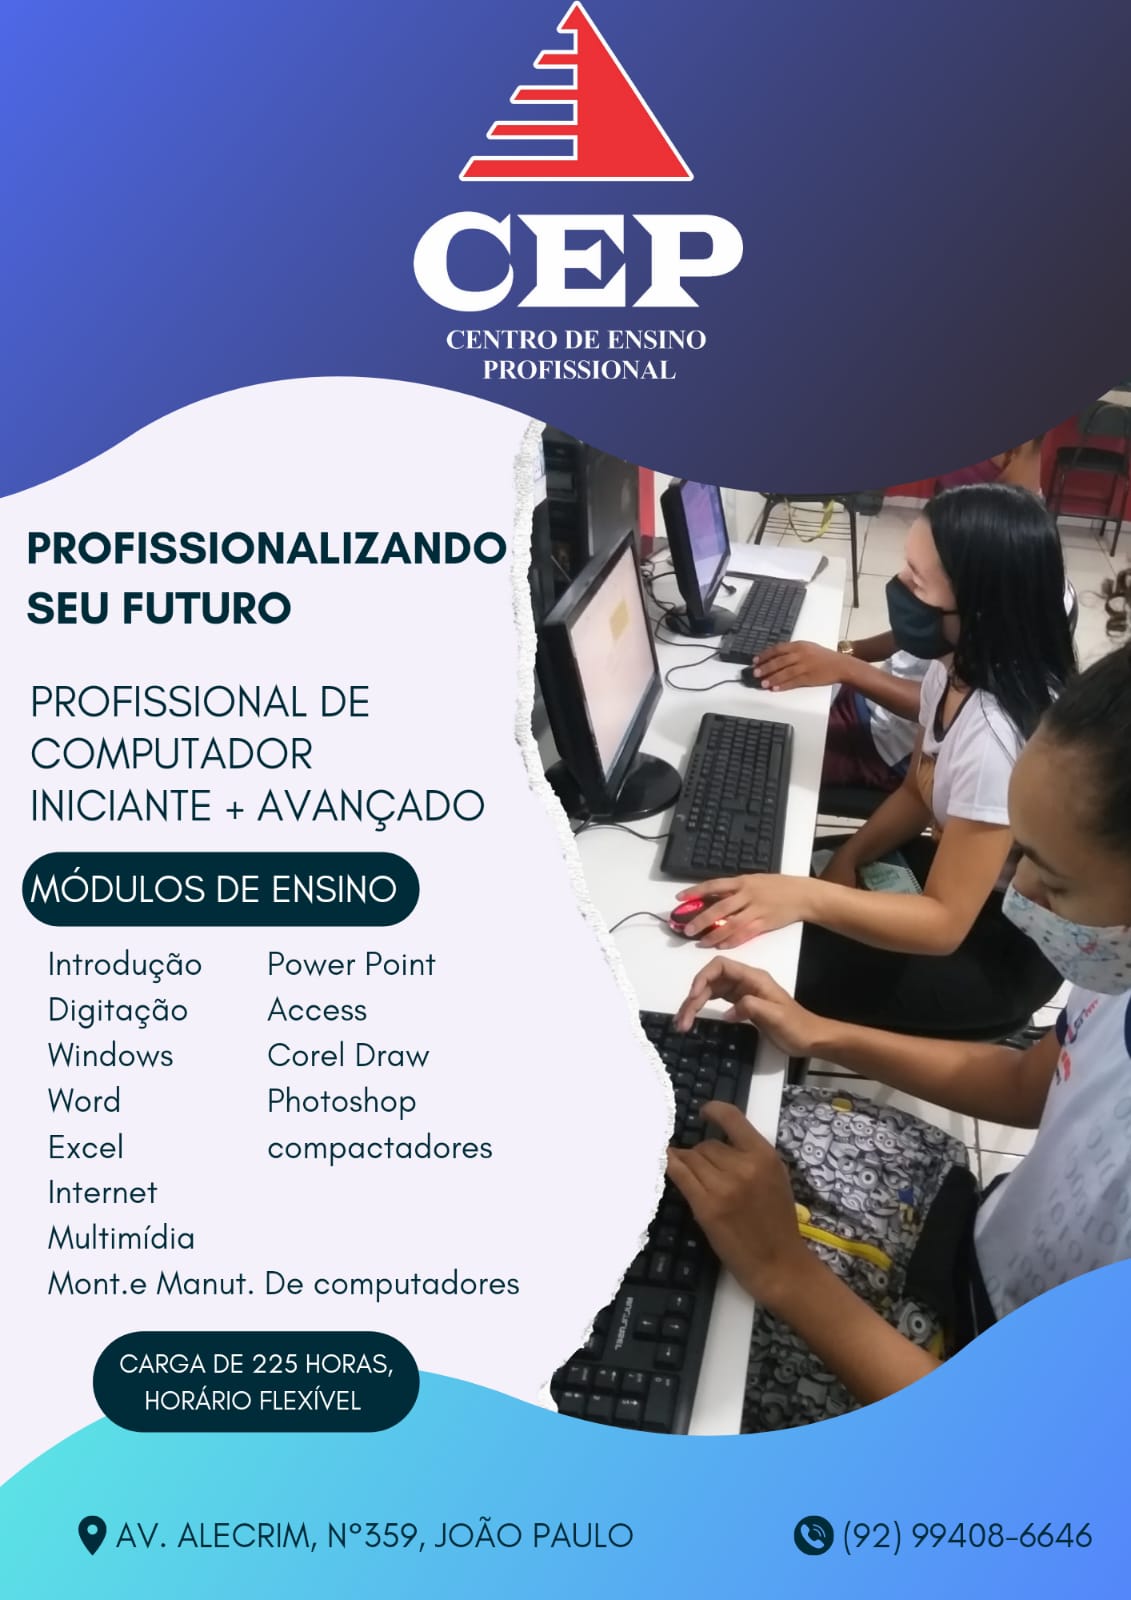 CEP
CENTRO DE ENSINO
PROFISSIONAL
PROFISSIONALIZANDO
SEU FUTURO
PROFISSIONAL DE
COMPUTADOR
INICIANTE + AVANÇADO
MÓDULOS DE ENSINO
Introdução
Digitação
Windows
Word
Excel
Internet
Multimídia
Mont.e Manut. De computadores
Power Point
Access
Corel Draw
Photoshop
compactadores
CARGA DE 225 HORAS,
HORÁRIO FLEXÍVEL
AV. ALECRIM, N°359, JOÃO PAULO
(92) 99408-6646